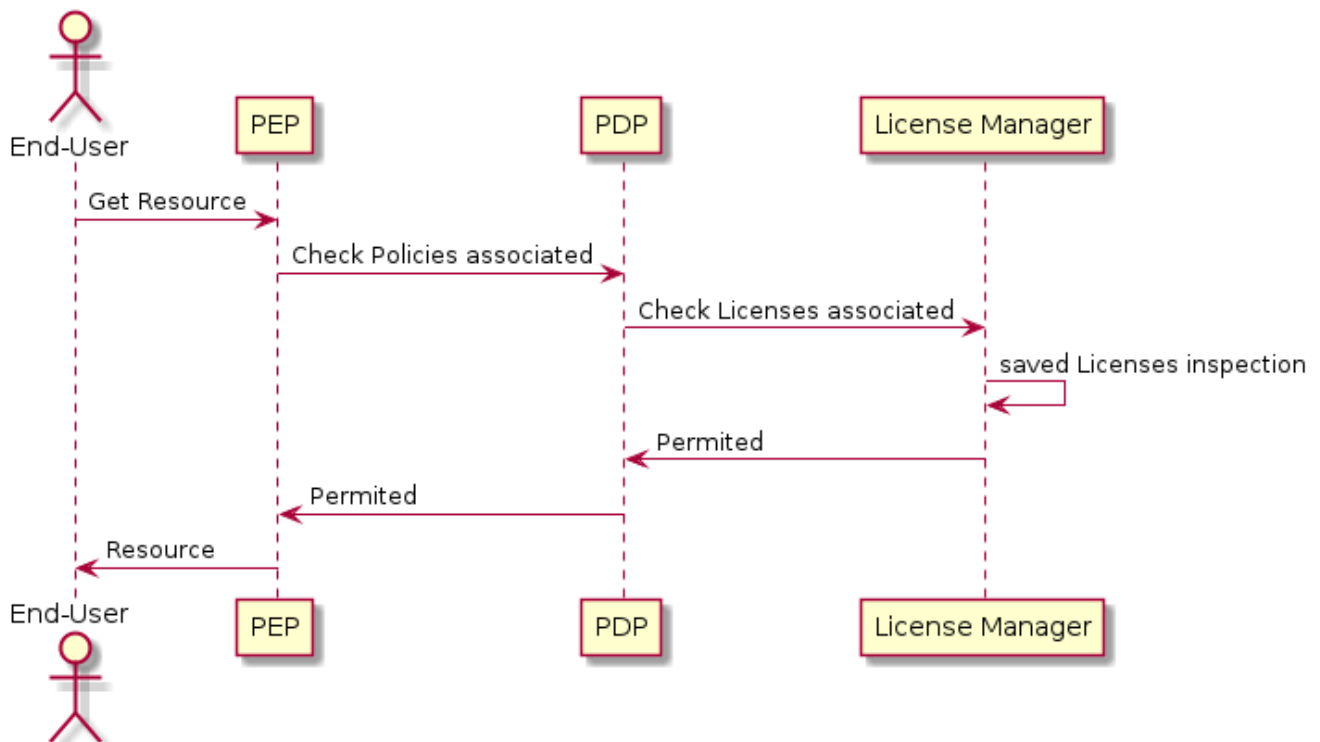 End-User
PEP
PDP
License Manager
Get Resource
Check Policies associated
Check Licenses associated
saved Licenses inspection
Permited
Permited
Resource
End-User
PEP
PDP
License Manager